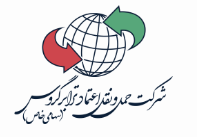 شرکت حمل و نقل اعتماد ترابر کروس
(سهامی خاص)